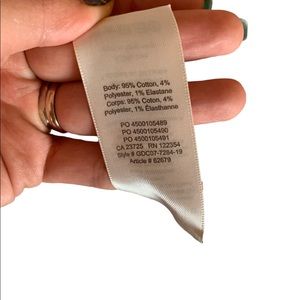 Body: 95% Cotton, 4%
Polyester, 1% Elastane
Corps: 95% Coton, 4%
Polyester, 1% Élasthanne
PO 4500105489
PO 4500105490
PO 4500105491
CA 23725 RN 122354
Style # GDC07-7284-19
Article # 62679